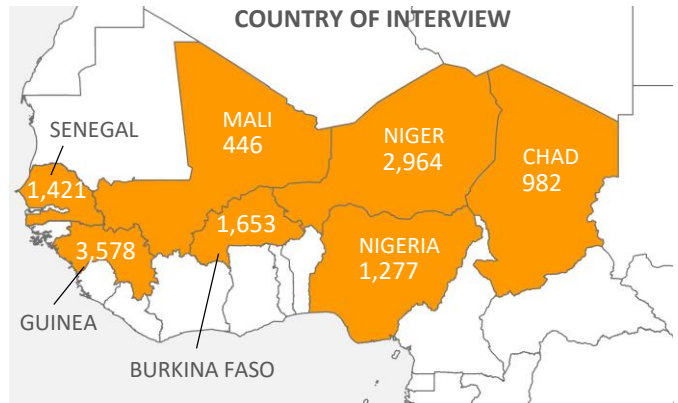 COUNTRY OF INTERVIEW
SENEGAL
1,421
MALI
446
NIGER
2,964
CHAD
982
1,653
3,578
NIGERIA
1,277
GUINEA
BURKINA FASO